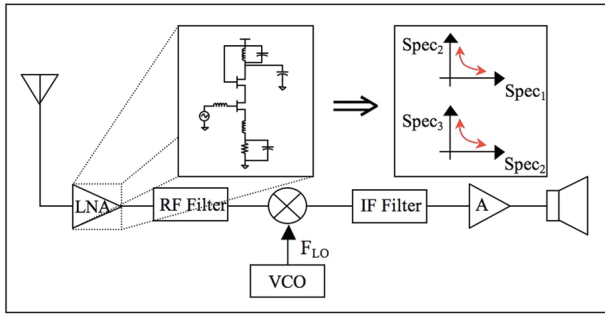 Spec2
Spec1
Spec3
Spec2
LNA
RF Filter
IF Filter
A
FLO
VCO